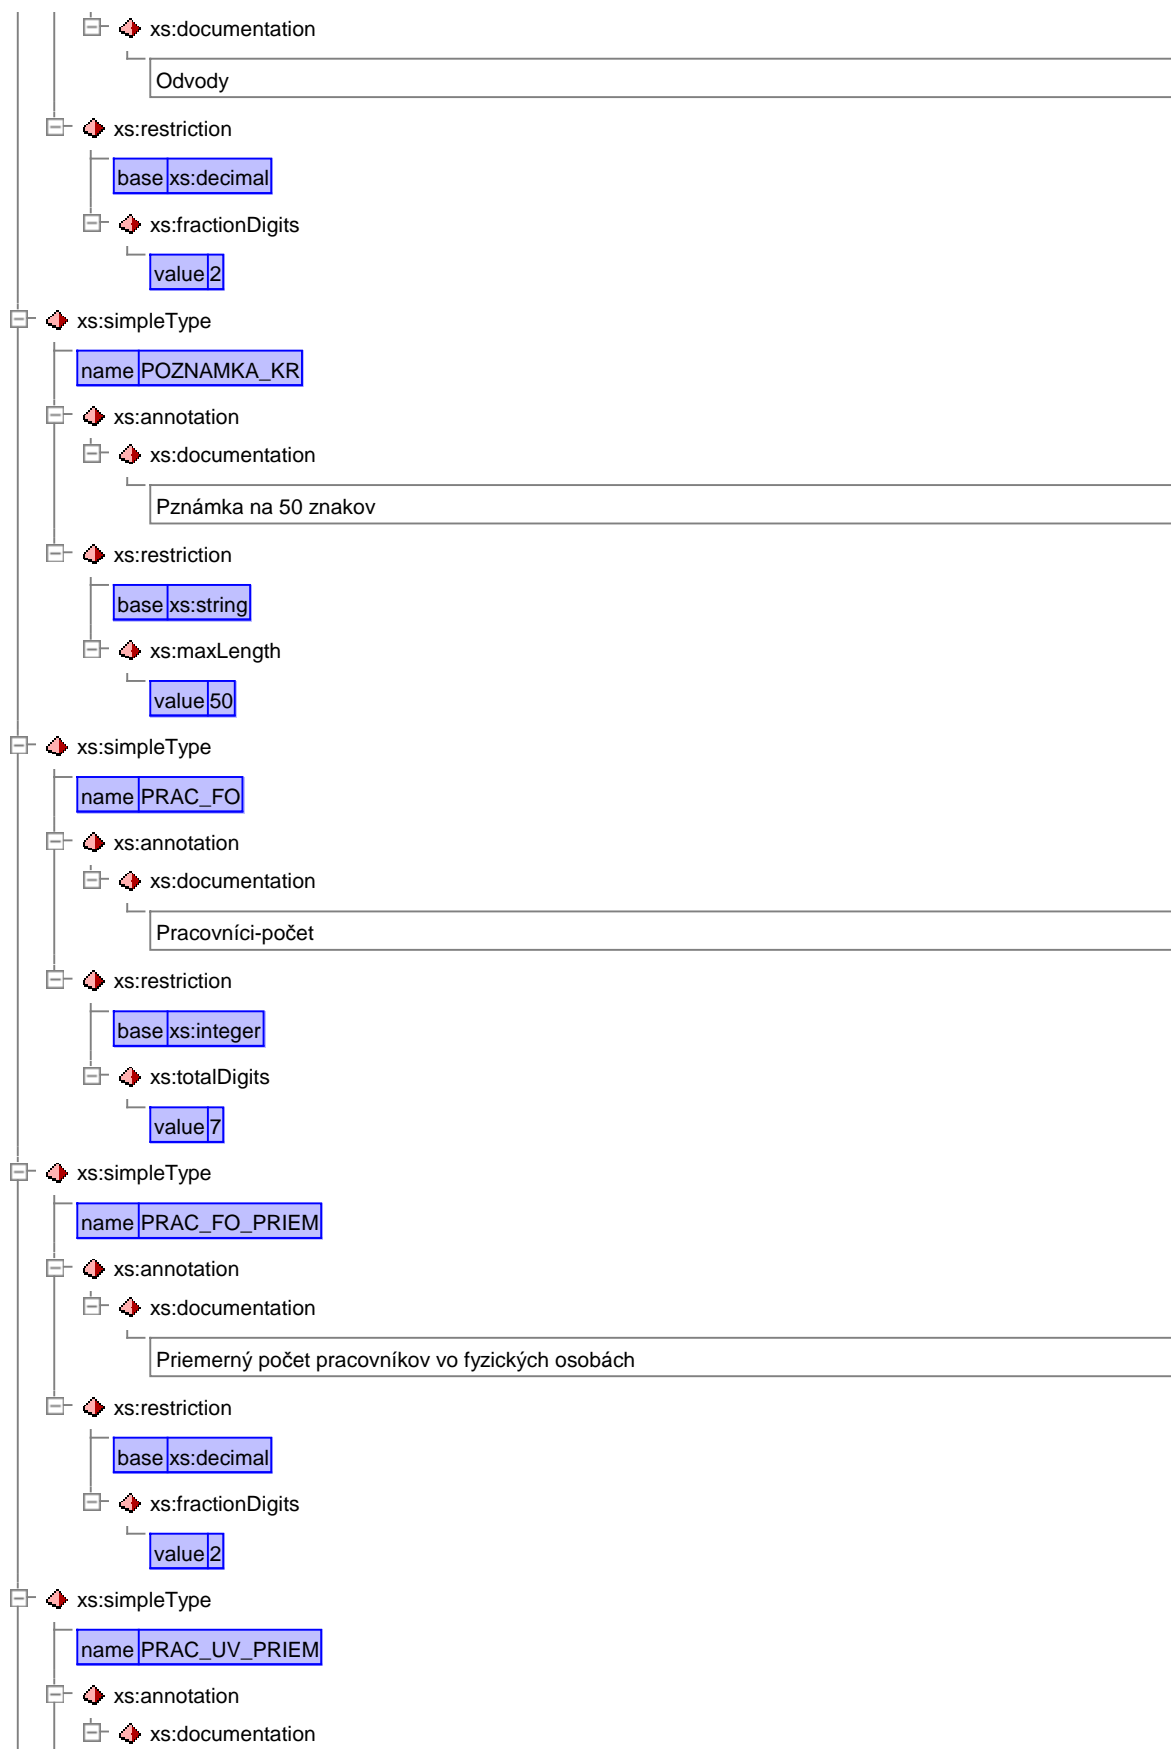 xs:documentation
Odvody
xs:restriction
base xs:decimal
xs:fractionDigits
value 2
xs:simpleType
name POZNAMKA_KR
xs:annotation
xs:documentation
Pznámka na 50 znakov
xs:restriction
base xs:string
xs:maxLength
value 50
xs:simpleType
name PRAC_FO
xs:annotation
xs:documentation
Pracovníci-počet
xs:restriction
base xs:integer
xs:totalDigits
value 7
xs:simpleType
name PRAC_FO_PRIEM
xs:annotation
xs:documentation
Priemerný počet pracovníkov vo fyzických osobách
xs:restriction
base xs:decimal
xs:fractionDigits
value 2
xs:simpleType
name PRAC_UV_PRIEM
xs:annotation
xs:documentation